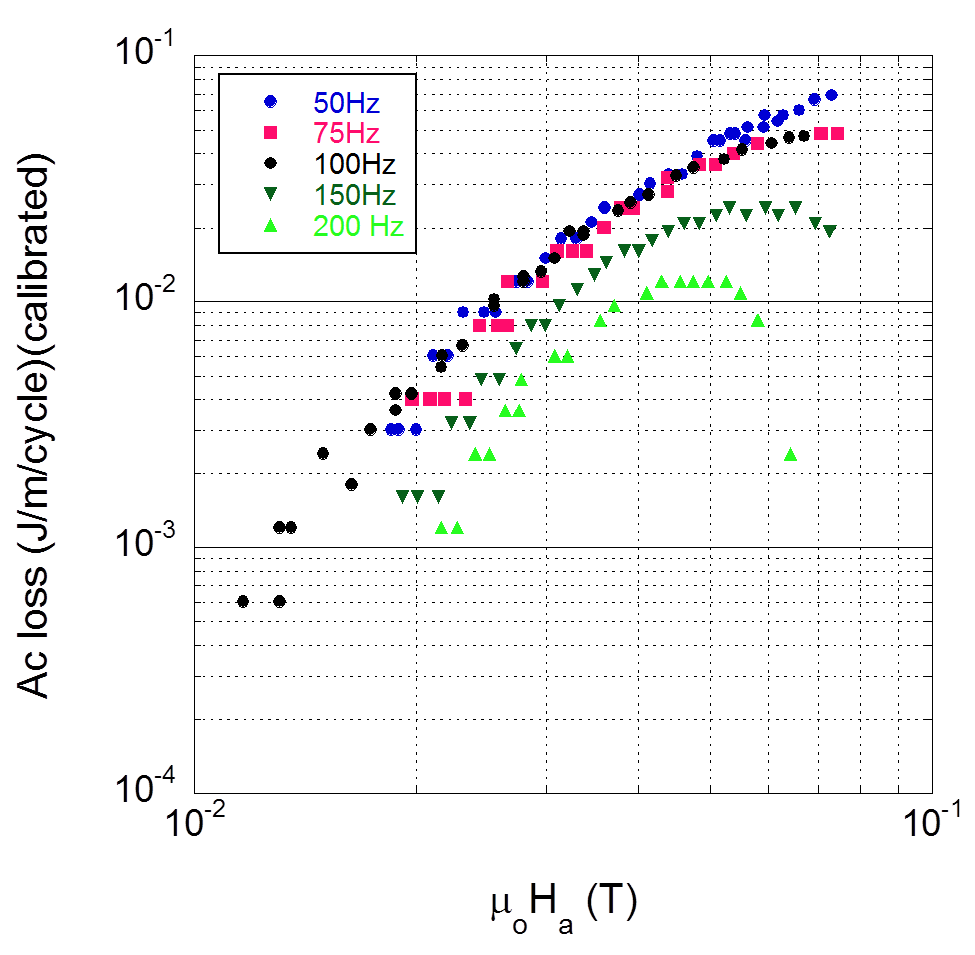 10-1
50Hz
75Hz
100Hz
150Hz
200 Hz
10-2
10-3
10-4
10-2
10-1
Ac loss (J/m/cycle)(calibrated)
μoHa (T)